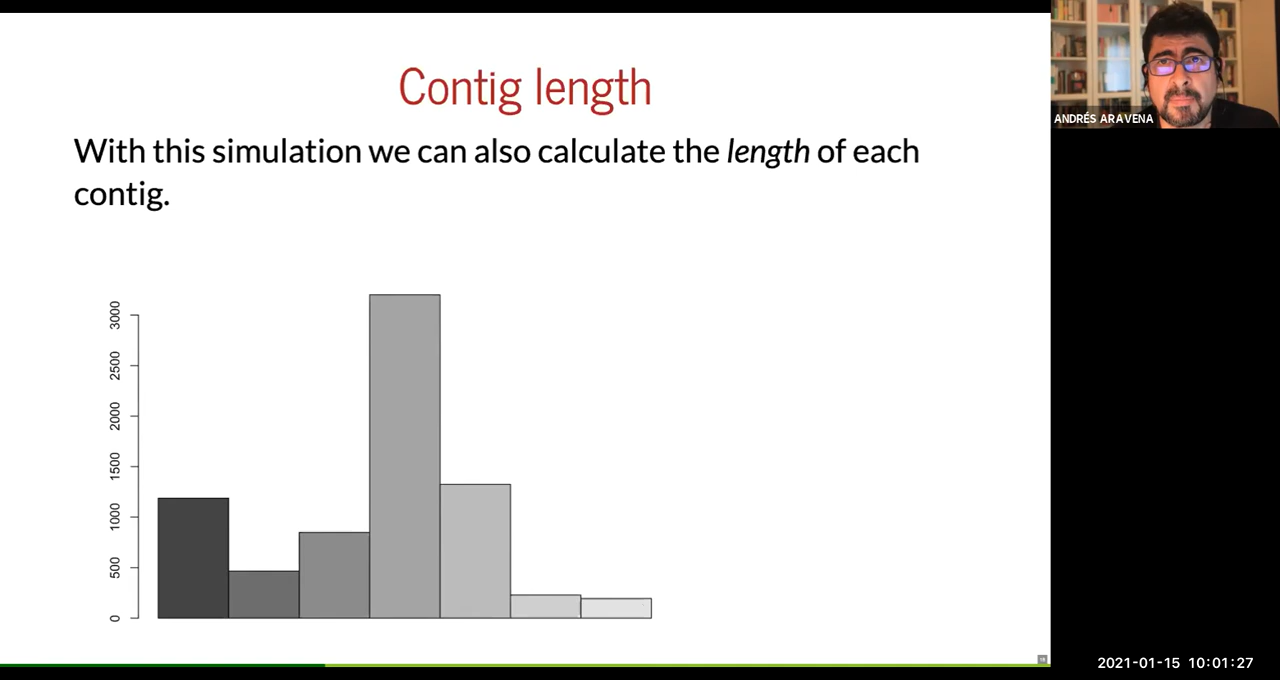 Contig length
With this simulation we can also calculate the length of each
contig.
3000
2500
2000
1500
1000
500
0
ANDRÉS ARAVENA
2021-01-15 10:01:27